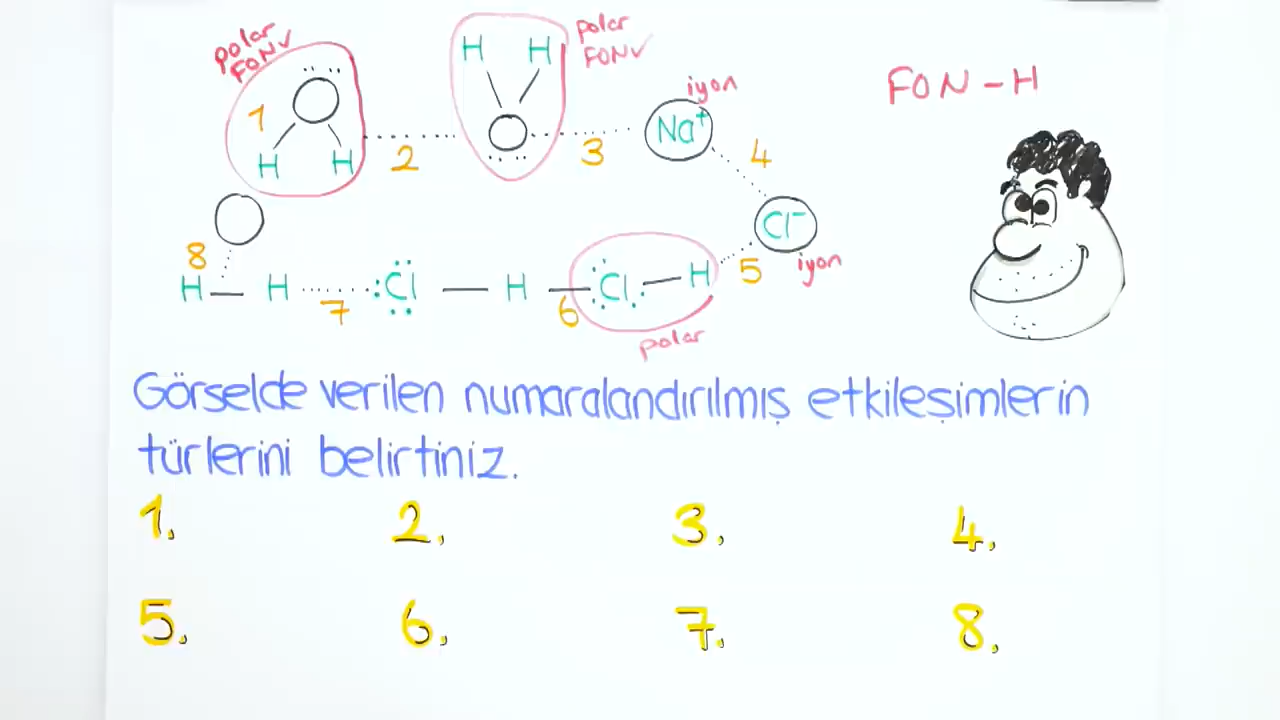 polar
FONV
polar
FONV
iyon
FON-H
H H
1
H H
2
3
Na+
4
Cl-
iyon
8
H H
7
:Cl
H
6
Cl H
5
polar
Görselde verilen numaralandırılmış etkileşimlerin
türlerini belirtiniz.
1. 2. 3. 4.
5. 6. 7. 8.